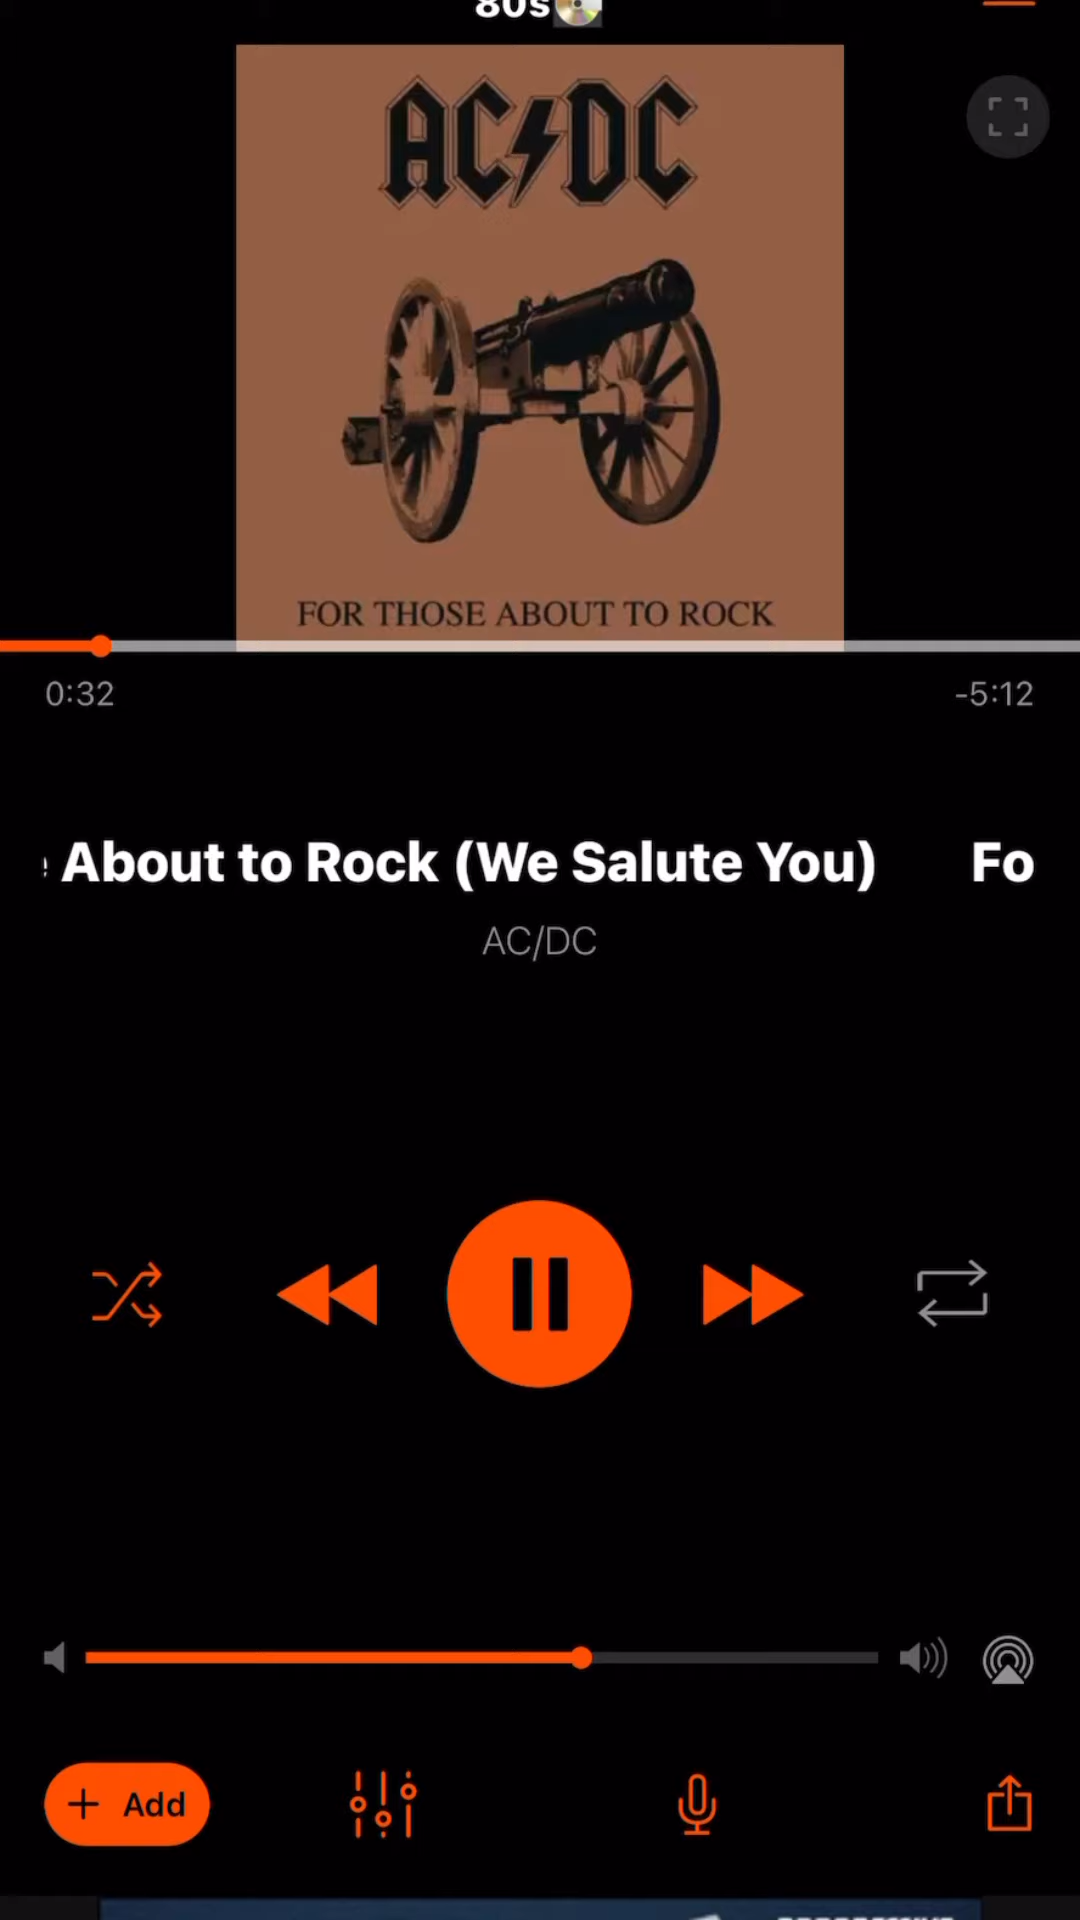 80s
AC DC
FOR THOSE ABOUT TO ROCK
0:32
-5:12
About to Rock (We Salute You) Fo
AC/DC
+ Add